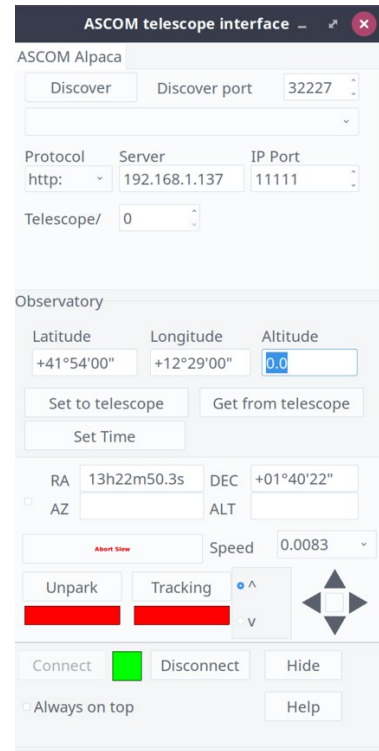 ASCOM telescope interface
ASCOM Alpaca
Discover Discover port 32227
Protocol Server IP Port
http: 192.168.1.137 11111
Telescope/ 0
Observatory
Latitude Longitude Altitude
+41°54'00" +12°29'00" 0.0
Set to telescope Get from telescope
Set Time
RA 13h22m50.3s DEC +01°40'22"
AZ ALT
Abort Slew Speed 0.0083
Unpark Tracking ^
v
Connect Disconnect Hide
Always on top Help